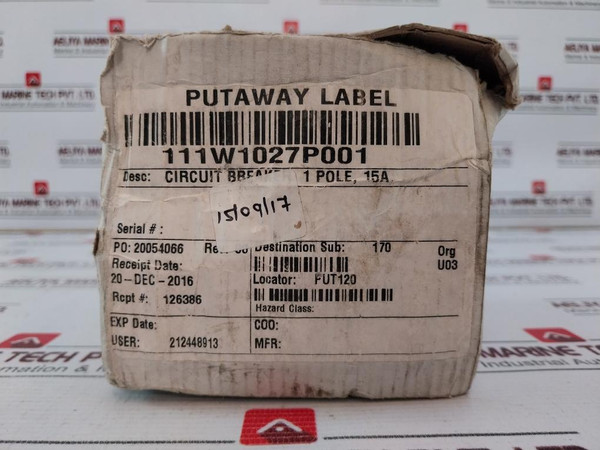 PUTAWAY LABEL
111W1027P001
Desc: CIRCUIT 1 POLE, 15A
15/09/17
Serial # :
PO: 20054066 Destination Sub: 170 Org
U03
Receipt Date:
20-DEC-2016 Locator: PUT120
Rcpt #: 126386
Hazard Class:
EXP Date: COO:
USER: 212448913 MFR: